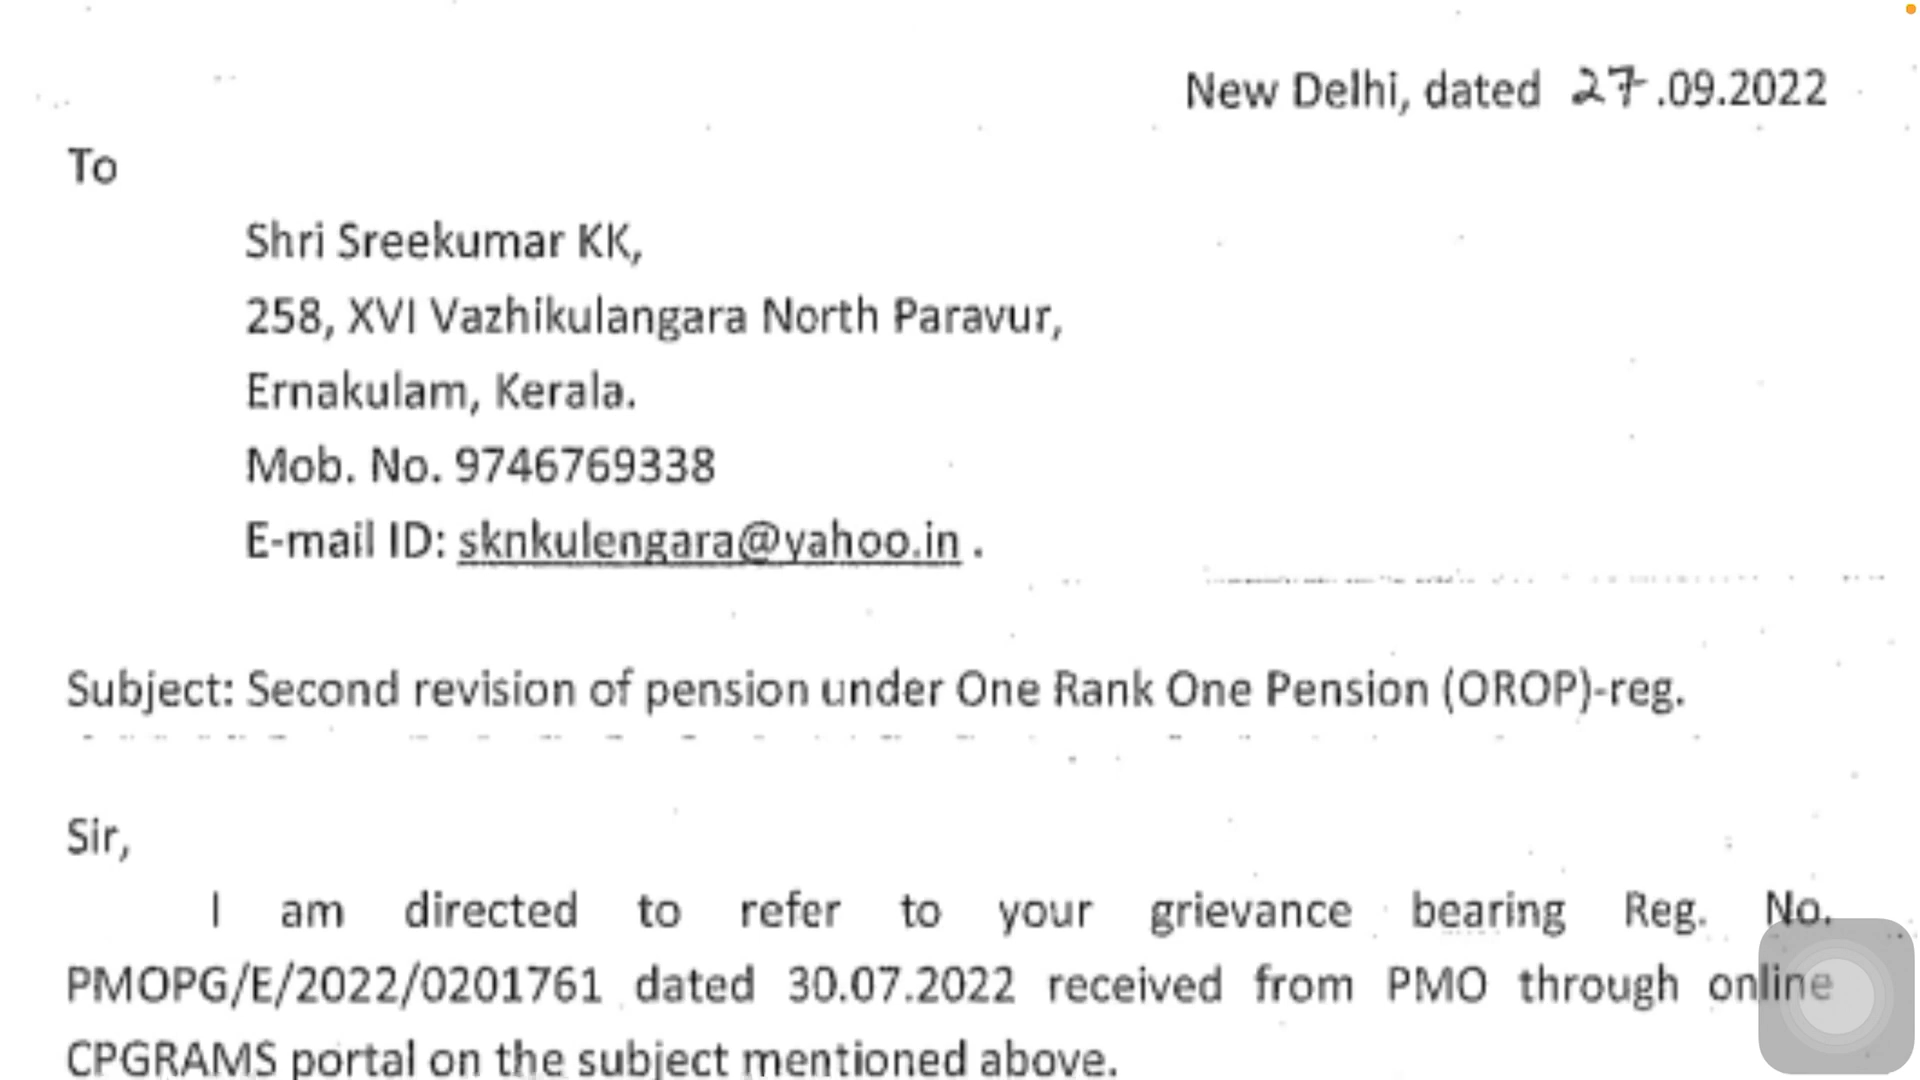 New Delhi, dated 27.09.2022
To
Shri Sreekumar KK,
258, XVI Vazhikulangara North Paravur,
Ernakulam, Kerala.
Mob. No. 9746769338
E-mail ID: sknkulengara@yahoo.in .
Subject: Second revision of pension under One Rank One Pension (OROP)-reg.
Sir,
I am directed to refer to your grievance bearing Reg. No.
PMOPG/E/2022/0201761 dated 30.07.2022 received from PMO through online
CPGRAMS portal on the subject mentioned above.